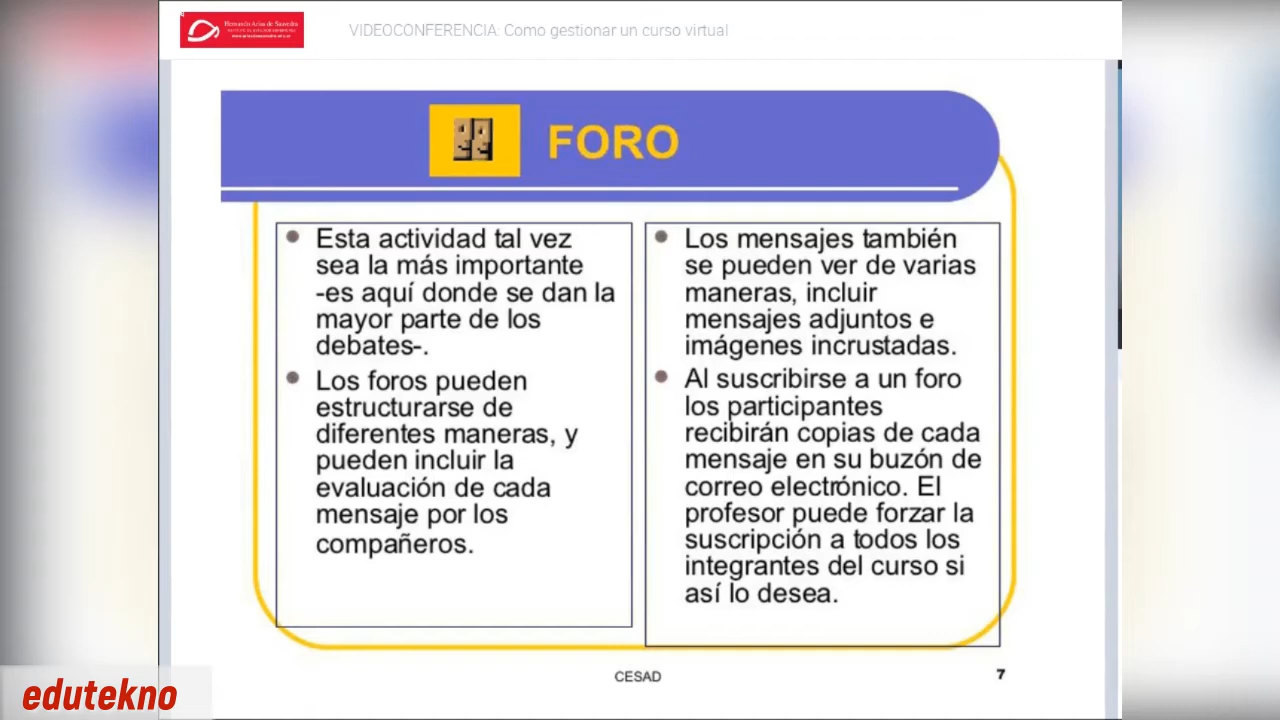 Hernando Arias de Saavedra
VIDEOCONFERENCIA: Como gestionar un curso virtual
FORO
Esta actividad tal vez
sea la más importante
-es aquí donde se dan la
mayor parte de los
debates-.
Los foros pueden
estructurarse de
diferentes maneras, y
pueden incluir la
evaluación de cada
mensaje por los
compañeros.
Los mensajes también
se pueden ver de varias
maneras, incluir
mensajes adjuntos e
imágenes incrustadas.
Al suscribirse a un foro
los participantes
recibirán copias de cada
mensaje en su buzón de
correo electrónico. El
profesor puede forzar la
suscripción a todos los
integrantes del curso si
así lo desea.
CESAD
7
edutekno